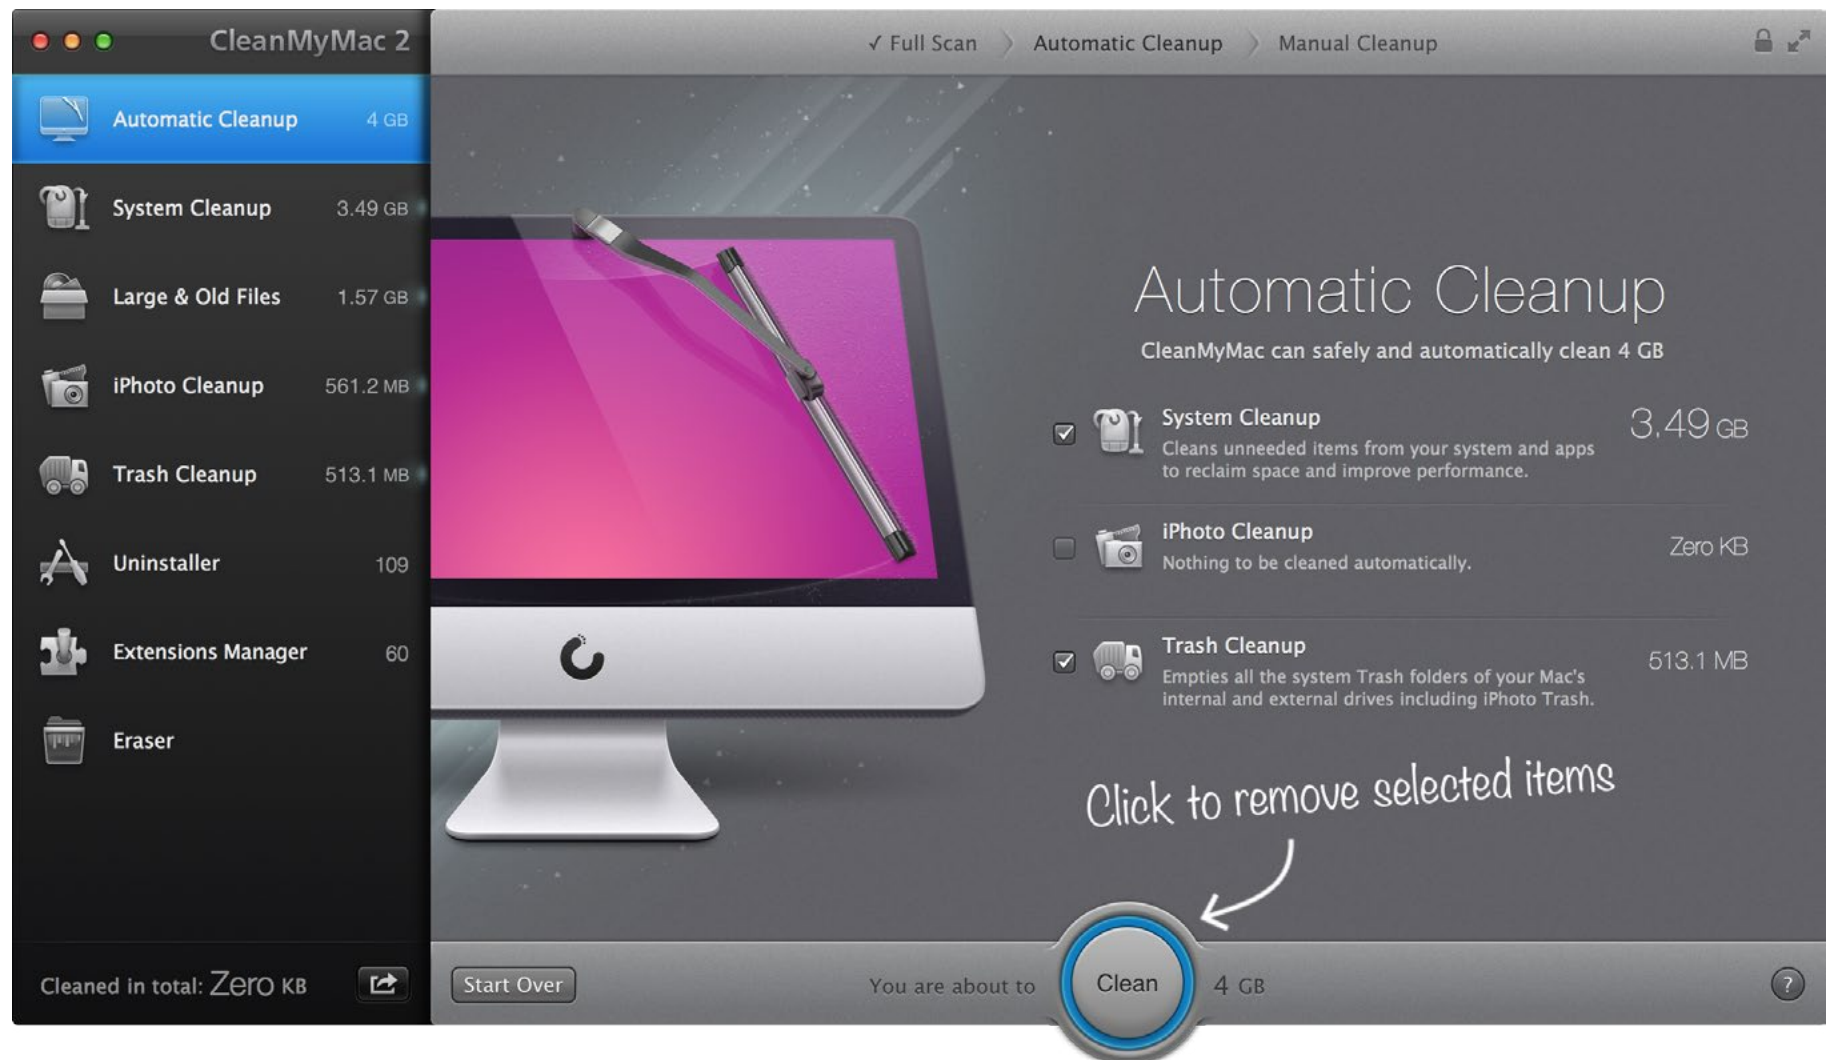 CleanMyMac 2
✓ Full Scan
Automatic Cleanup
Manual Cleanup
Automatic Cleanup 4 GB
System Cleanup 3.49 GB
Large & Old Files 1.57 GB
iPhoto Cleanup 561.2 MB
Trash Cleanup 513.1 MB
Uninstaller 109
Extensions Manager 60
Eraser
Cleaned in total: Zero KB
Automatic Cleanup
CleanMyMac can safely and automatically clean 4 GB
System Cleanup 3.49 GB
Cleans unneeded items from your system and apps
to reclaim space and improve performance.
iPhoto Cleanup Zero KB
Nothing to be cleaned automatically.
Trash Cleanup 513.1 MB
Empties all the system Trash folders of your Mac's
internal and external drives including iPhoto Trash.
Click to remove selected items
Start Over
You are about to Clean 4 GB
?